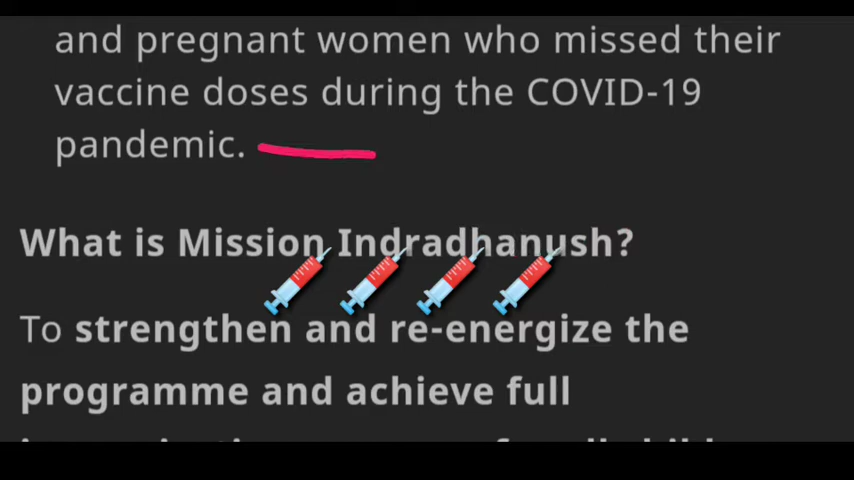 and pregnant women who missed their
vaccine doses during the COVID-19
pandemic.
What is Mission Indradhanush?
To strengthen and re-energize the
programme and achieve full